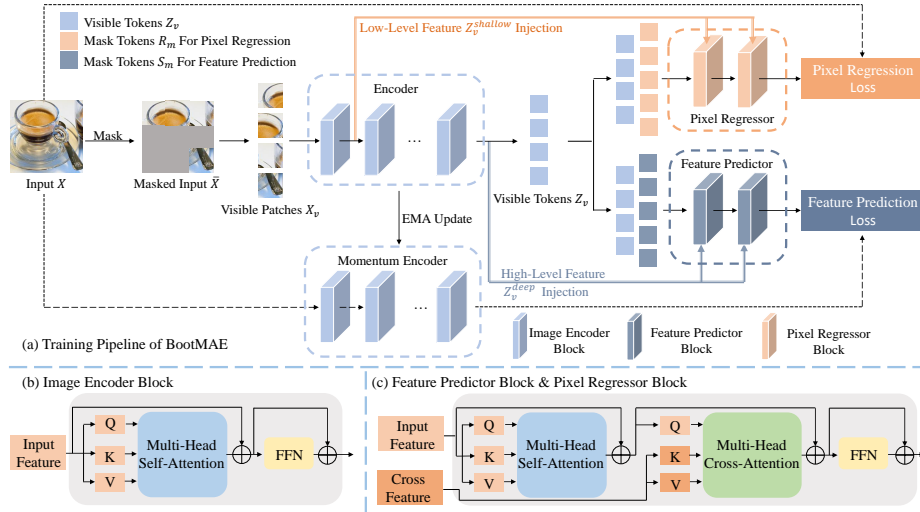 Visible Tokens Z_v
Mask Tokens R_m For Pixel Regression
Mask Tokens S_m For Feature Prediction
Low-Level Feature Z_v^shallow Injection
Encoder
...
Mask
Input X
Masked Input X̄
Visible Patches X_v
Visible Tokens Z_v
Pixel Regressor
Pixel Regression
Loss
Feature Predictor
Feature Prediction
Loss
EMA Update
Momentum Encoder
...
High-Level Feature
Z_v^deep Injection
Image Encoder
Block
Feature Predictor
Block
Pixel Regressor
Block
(a) Training Pipeline of BootMAE
(b) Image Encoder Block
Input
Feature
Q
K
V
Multi-Head
Self-Attention
FFN
(c) Feature Predictor Block & Pixel Regressor Block
Input
Feature
Cross
Feature
Q
K
V
Multi-Head
Self-Attention
Q
K
V
Multi-Head
Cross-Attention
FFN